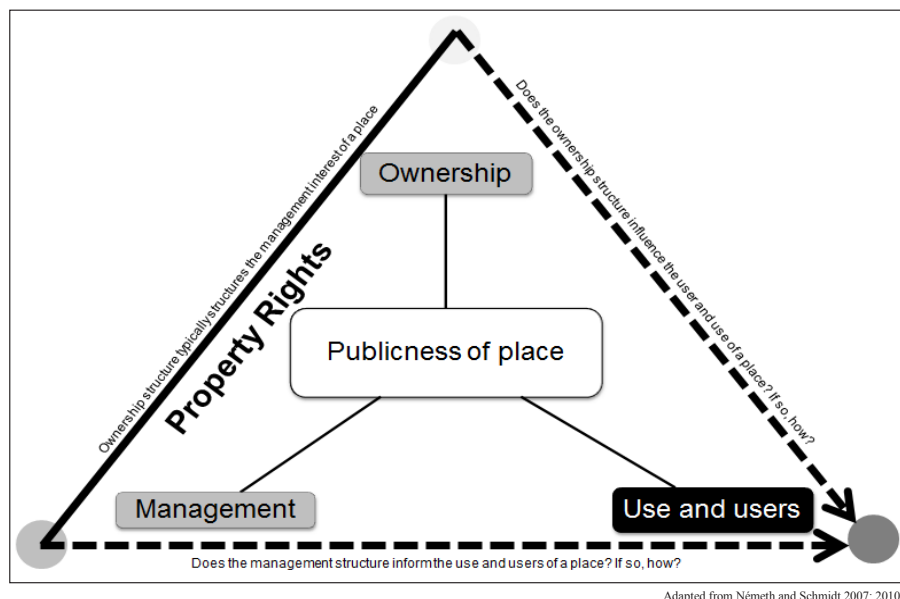 Ownership structure typically structures the management interest of a place
Does the ownership structure influence the user and use of a place? If so, how?
Ownership
Property Rights
Publicness of place
Management
Use and users
Does the management structure inform the use and users of a place? If so, how?
Adapted from Németh and Schmidt 2007; 2010